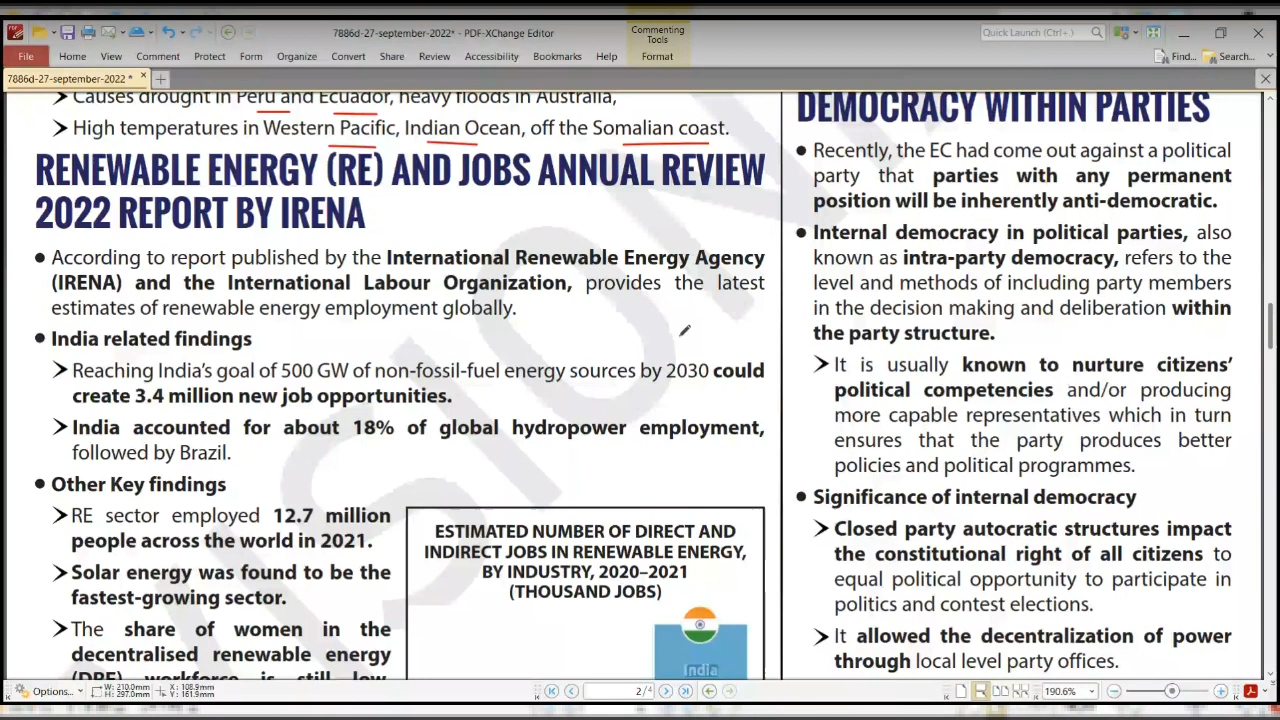 7886d-27-september-2022* - PDF-XChange Editor
Commenting Tools
Quick Launch (Ctrl+.)
File Home View Comment Protect Form Organize Convert Share Review Accessibility Bookmarks Help Format Find... Search...
7886d-27-september-2022 *
Causes drought in Peru and Ecuador, heavy floods in Australia,
High temperatures in Western Pacific, Indian Ocean, off the Somalian coast.
RENEWABLE ENERGY (RE) AND JOBS ANNUAL REVIEW
2022 REPORT BY IRENA
According to report published by the International Renewable Energy Agency
(IRENA) and the International Labour Organization, provides the latest
estimates of renewable energy employment globally.
India related findings
Reaching India's goal of 500 GW of non-fossil-fuel energy sources by 2030 could
create 3.4 million new job opportunities.
India accounted for about 18% of global hydropower employment,
followed by Brazil.
Other Key findings
RE sector employed 12.7 million
people across the world in 2021.
Solar energy was found to be the
fastest-growing sector.
The share of women in the
decentralised renewable energy
(DRE) workforce is still low,
ESTIMATED NUMBER OF DIRECT AND
INDIRECT JOBS IN RENEWABLE ENERGY,
BY INDUSTRY, 2020–2021
(THOUSAND JOBS)
India
DEMOCRACY WITHIN PARTIES
Recently, the EC had come out against a political
party that parties with any permanent
position will be inherently anti-democratic.
Internal democracy in political parties, also
known as intra-party democracy, refers to the
level and methods of including party members
in the decision making and deliberation within
the party structure.
It is usually known to nurture citizens'
political competencies and/or producing
more capable representatives which in turn
ensures that the party produces better
policies and political programmes.
Significance of internal democracy
Closed party autocratic structures impact
the constitutional right of all citizens to
equal political opportunity to participate in
politics and contest elections.
It allowed the decentralization of power
through local level party offices.
VISION
Options...
W: 210.0mm
H: 297.0mm
X: 108.9mm
Y: 161.9mm
2/4
190.6%